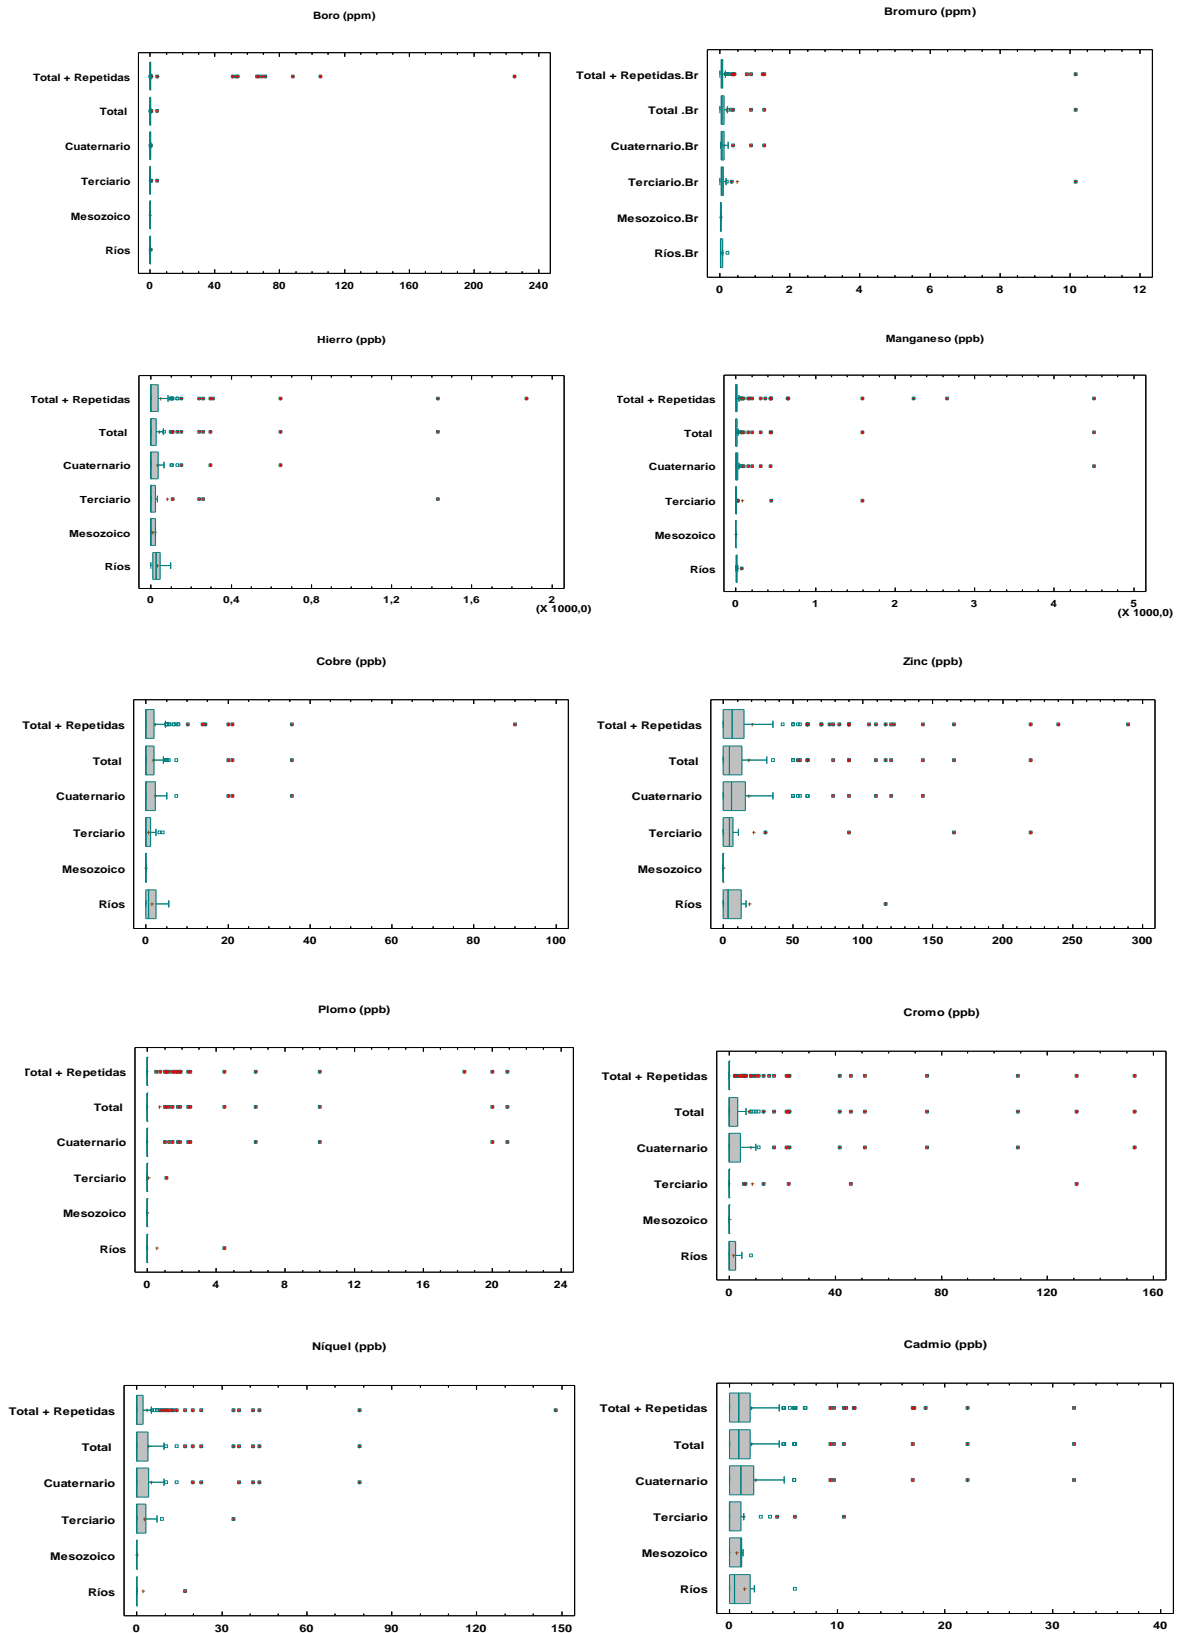 Boro (ppm)
Total + Repetidas
Total
Cuaternario
Terciario
Mesozoico
Ríos
0 40 80 120 160 200 240
Bromuro (ppm)
Total + Repetidas.Br
Total .Br
Cuaternario.Br
Terciario.Br
Mesozoico.Br
Ríos.Br
0 2 4 6 8 10 12
Hierro (ppb)
Total + Repetidas
Total
Cuaternario
Terciario
Mesozoico
Ríos
0 0,4 0,8 1,2 1,6 2
(X 1000,0)
Manganeso (ppb)
Total + Repetidas
Total
Cuaternario
Terciario
Mesozoico
Ríos
0 1 2 3 4 5
(X 1000,0)
Cobre (ppb)
Total + Repetidas
Total
Cuaternario
Terciario
Mesozoico
Ríos
0 20 40 60 80 100
Zinc (ppb)
Total + Repetidas
Total
Cuaternario
Terciario
Mesozoico
Ríos
0 50 100 150 200 250 300
Plomo (ppb)
Total + Repetidas
Total
Cuaternario
Terciario
Mesozoico
Ríos
0 4 8 12 16 20 24
Cromo (ppb)
Total + Repetidas
Total
Cuaternario
Terciario
Mesozoico
Ríos
0 40 80 120 160
Níquel (ppb)
Total + Repetidas
Total
Cuaternario
Terciario
Mesozoico
Ríos
0 30 60 90 120 150
Cadmio (ppb)
Total + Repetidas
Total
Cuaternario
Terciario
Mesozoico
Ríos
0 10 20 30 40